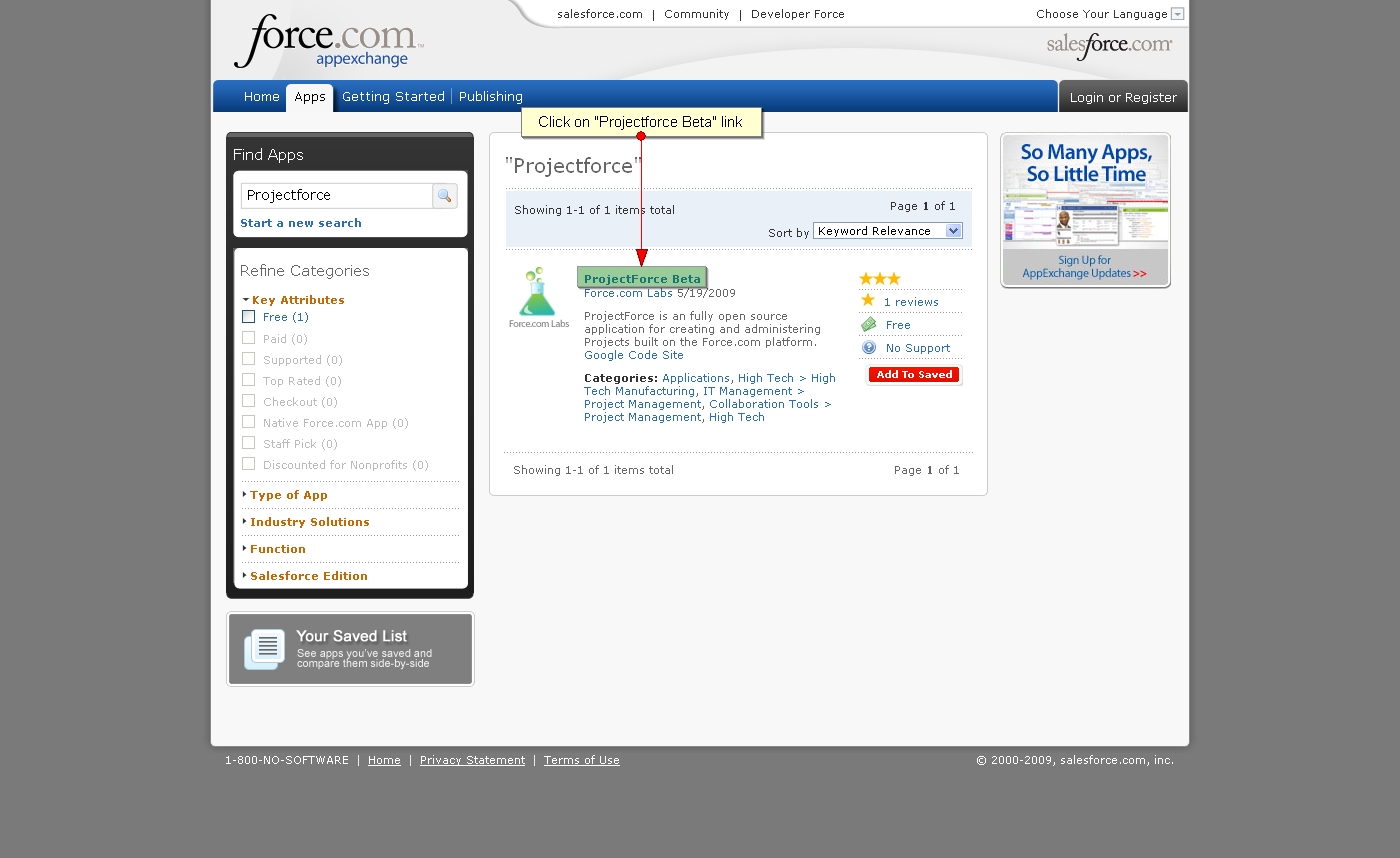 salesforce.com | Community | Developer Force
Choose Your Language
force.com™
appexchange
salesforce.com
Home
Apps
Getting Started
Publishing
Login or Register
Click on "Projectforce Beta" link
Find Apps
Projectforce
Start a new search
Refine Categories
Key Attributes
Free (1)
Paid (0)
Supported (0)
Top Rated (0)
Checkout (0)
Native Force.com App (0)
Staff Pick (0)
Discounted for Nonprofits (0)
Type of App
Industry Solutions
Function
Salesforce Edition
Your Saved List
See apps you've saved and
compare them side-by-side
"Projectforce"
Showing 1-1 of 1 items total
Page 1 of 1
Sort by Keyword Relevance
Force.com Labs
ProjectForce Beta
Force.com Labs 5/19/2009
ProjectForce is an fully open source
application for creating and administering
Projects built on the Force.com platform.
Google Code Site
Categories: Applications, High Tech > High
Tech Manufacturing, IT Management >
Project Management, Collaboration Tools >
Project Management, High Tech
1 reviews
Free
No Support
Add To Saved
Showing 1-1 of 1 items total
Page 1 of 1
So Many Apps,
So Little Time
Sign Up for
AppExchange Updates >>
1-800-NO-SOFTWARE | Home | Privacy Statement | Terms of Use
© 2000-2009, salesforce.com, inc.